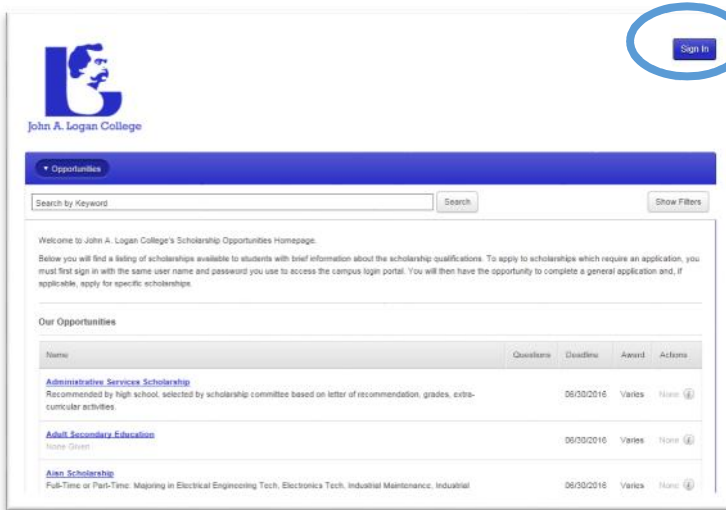 Sign In
John A. Logan College
▾ Opportunities
Search by Keyword
Search
Show Filters
Welcome to John A. Logan College's Scholarship Opportunities Homepage.
Below you will find a listing of scholarships available to students with brief information about the scholarship qualifications. To apply to scholarships which require an application, you
must first sign in with the same user name and password you use to access the campus login portal. You will then have the opportunity to complete a general application and, if
applicable, apply for specific scholarships.
Our Opportunities
Name Questions Deadline Award Actions
Administrative Services Scholarship
Recommended by high school, selected by scholarship committee based on letter of recommendation, grades, extra-
curricular activities.
06/30/2016 Varies None
Adult Secondary Education
None Given
06/30/2016 Varies None
Aisn Scholarship
Full-Time or Part-Time: Majoring in Electrical Engineering Tech, Electronics Tech, Industrial Maintenance, Industrial
06/30/2016 Varies None